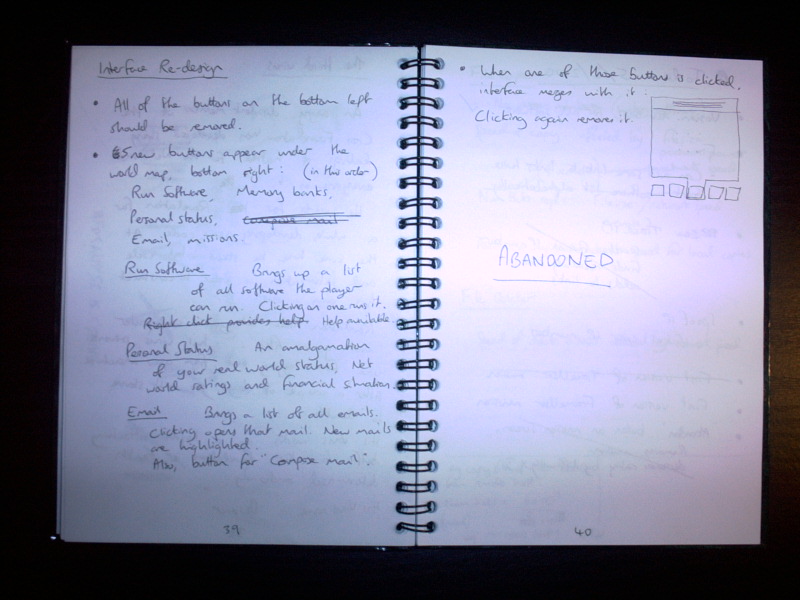 Interface Re-design
• All of the buttons on the bottom left
should be removed.
• 5 new buttons appear under the
world map, bottom right : (in this order)
Run Software, Memory banks,
Personal status, Compose mail
Email, missions.
Run Software Brings up a list
of all software the player
can run. Clicking on one runs it.
Right click provides help. Help available.
Personal Status An amalgamation
of your real world status, Net
world ratings and financial situation.
Email Brings a list of all emails.
Clicking opens that mail. New mails
are highlighted.
Also, button for "Compose mail".
39
• When one of those buttons is clicked,
interface merges with it :
Clicking again removes it.
ABANDONED
40